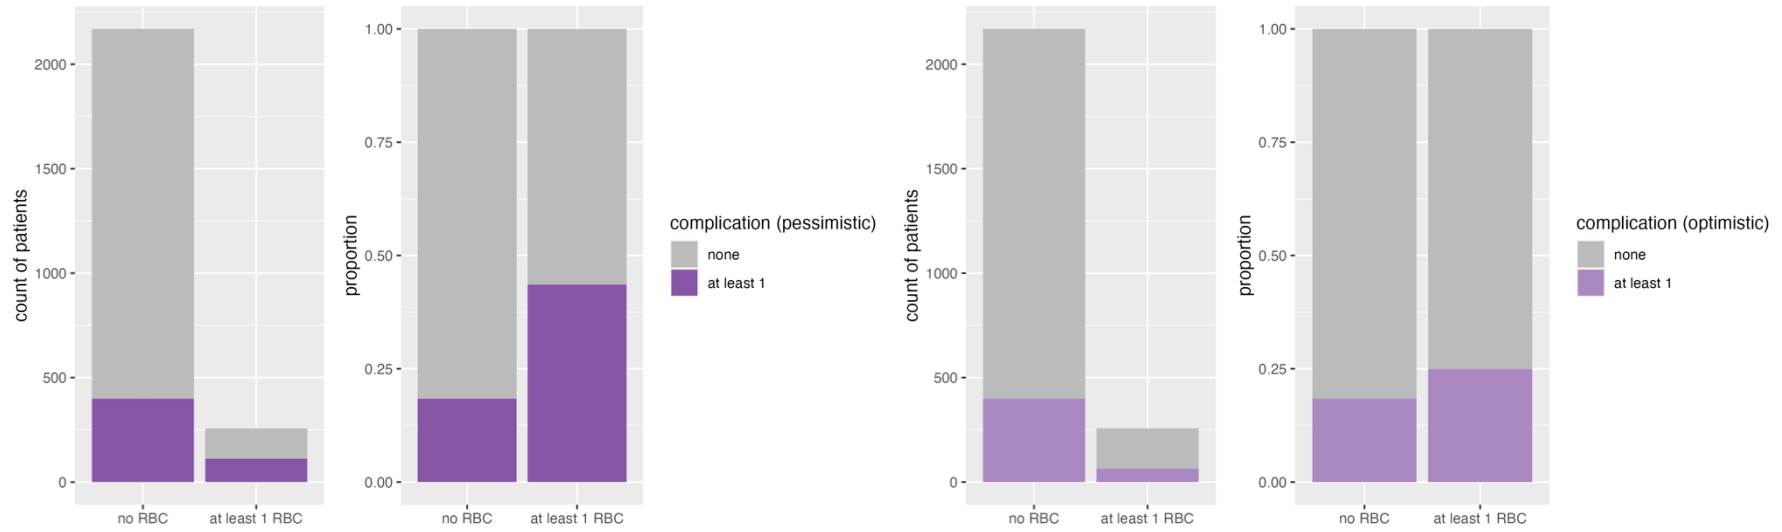 count of patients
2000
1500
1000
500
0
no RBC
at least 1 RBC
proportion
1.00
0.75
0.50
0.25
0.00
no RBC
at least 1 RBC
complication (pessimistic)
none
at least 1
count of patients
2000
1500
1000
500
0
no RBC
at least 1 RBC
proportion
1.00
0.75
0.50
0.25
0.00
no RBC
at least 1 RBC
complication (optimistic)
none
at least 1